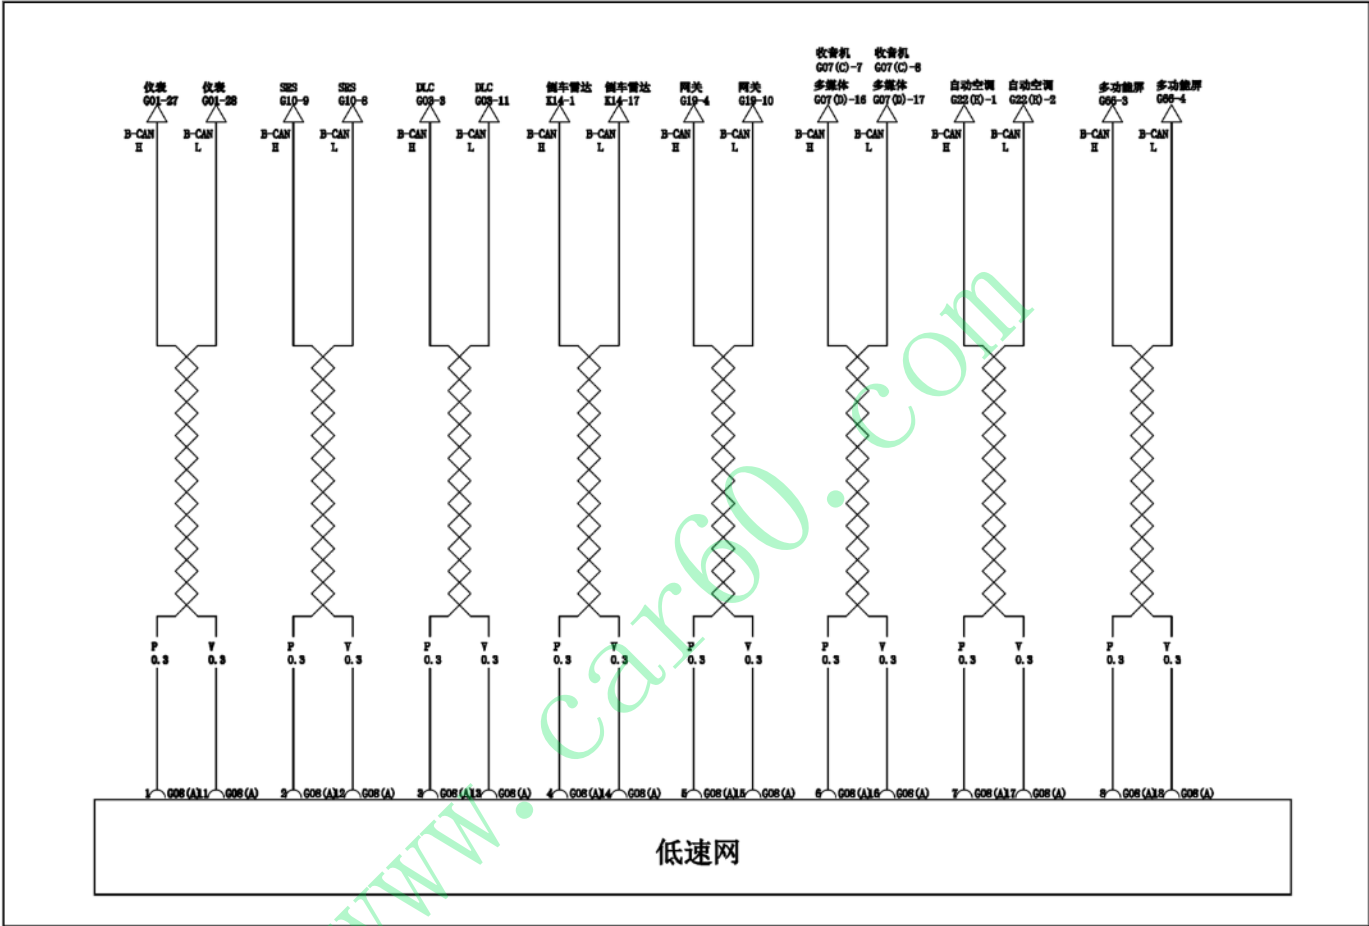 收音机 收音机
G07(C)-7 G07(C)-8
仪表 仪表 SRS SRS DLC DLC 倒车雷达 倒车雷达 网关 网关 多媒体 多媒体 自动空调 自动空调 多功能屏 多功能屏
G01-27 G01-28 G10-9 G10-6 G03-3 G03-11 K14-1 K14-17 G19-4 G19-10 G07(D)-16 G07(D)-17 G22(E)-1 G22(E)-2 G66-3 G66-4
B-CAN B-CAN B-CAN B-CAN B-CAN B-CAN B-CAN B-CAN B-CAN B-CAN B-CAN B-CAN B-CAN B-CAN B-CAN B-CAN
H L H L H L H L H L H L H L H L
P V P V P V P V P V P V P V P V
0.3 0.3 0.3 0.3 0.3 0.3 0.3 0.3 0.3 0.3 0.3 0.3 0.3 0.3 0.3 0.3
1 G08(A) 11 G08(A) 2 G08(A) 12 G08(A) 3 G08(A) 13 G08(A) 4 G08(A) 14 G08(A) 5 G08(A) 15 G08(A) 6 G08(A) 16 G08(A) 7 G08(A) 17 G08(A) 8 G08(A) 18 G08(A)
低速网
www.car60.com